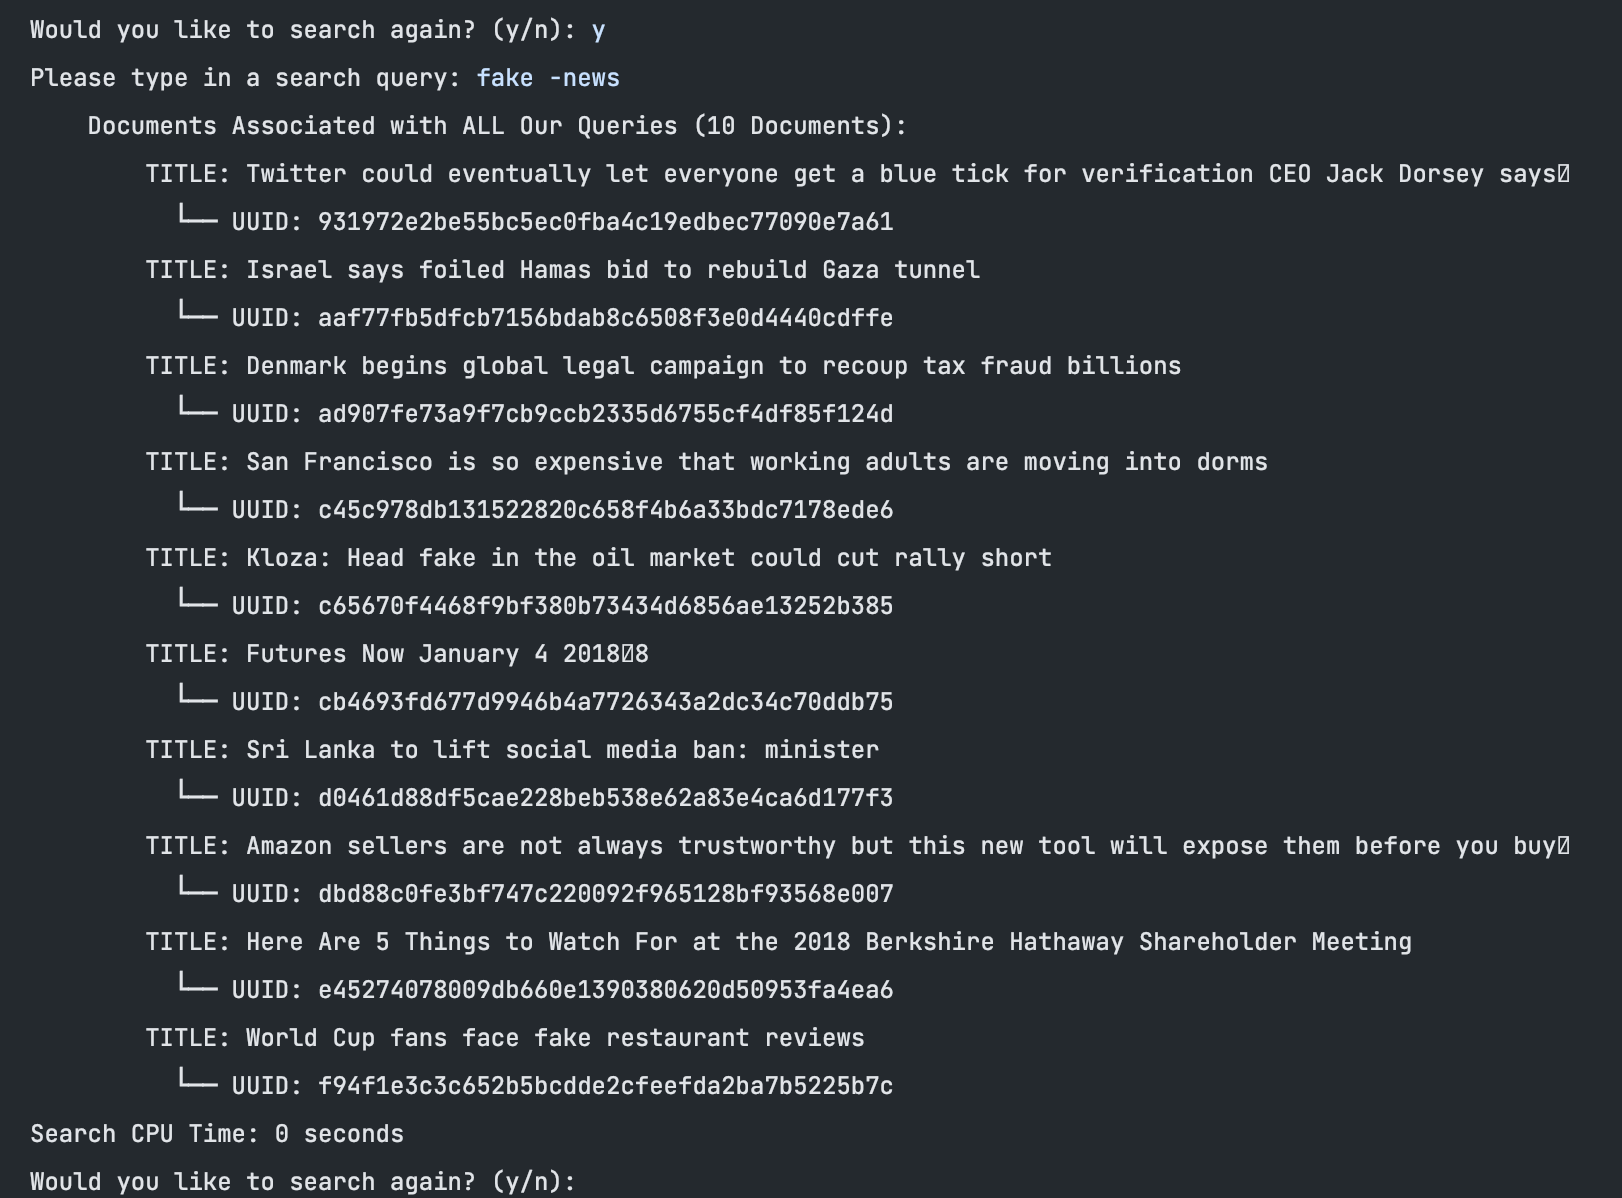 Would you like to search again? (y/n): y
Please type in a search query: fake -news
Documents Associated with ALL Our Queries (10 Documents):
TITLE: Twitter could eventually let everyone get a blue tick for verification CEO Jack Dorsey says
└── UUID: 931972e2be55bc5ec0fba4c19edbec77090e7a61
TITLE: Israel says foiled Hamas bid to rebuild Gaza tunnel
└── UUID: aaf77fb5dfcb7156bdab8c6508f3e0d4440cdffe
TITLE: Denmark begins global legal campaign to recoup tax fraud billions
└── UUID: ad907fe73a9f7cb9ccb2335d6755cf4df85f124d
TITLE: San Francisco is so expensive that working adults are moving into dorms
└── UUID: c45c978db131522820c658f4b6a33bdc7178ede6
TITLE: Kloza: Head fake in the oil market could cut rally short
└── UUID: c65670f4468f9bf380b73434d6856ae13252b385
TITLE: Futures Now January 4 2018�8
└── UUID: cb4693fd677d9946b4a7726343a2dc34c70ddb75
TITLE: Sri Lanka to lift social media ban: minister
└── UUID: d0461d88df5cae228beb538e62a83e4ca6d177f3
TITLE: Amazon sellers are not always trustworthy but this new tool will expose them before you buy
└── UUID: dbd88c0fe3bf747c220092f965128bf93568e007
TITLE: Here Are 5 Things to Watch For at the 2018 Berkshire Hathaway Shareholder Meeting
└── UUID: e45274078009db660e1390380620d50953fa4ea6
TITLE: World Cup fans face fake restaurant reviews
└── UUID: f94f1e3c3c652b5bcdde2cfeefda2ba7b5225b7c
Search CPU Time: 0 seconds
Would you like to search again? (y/n):